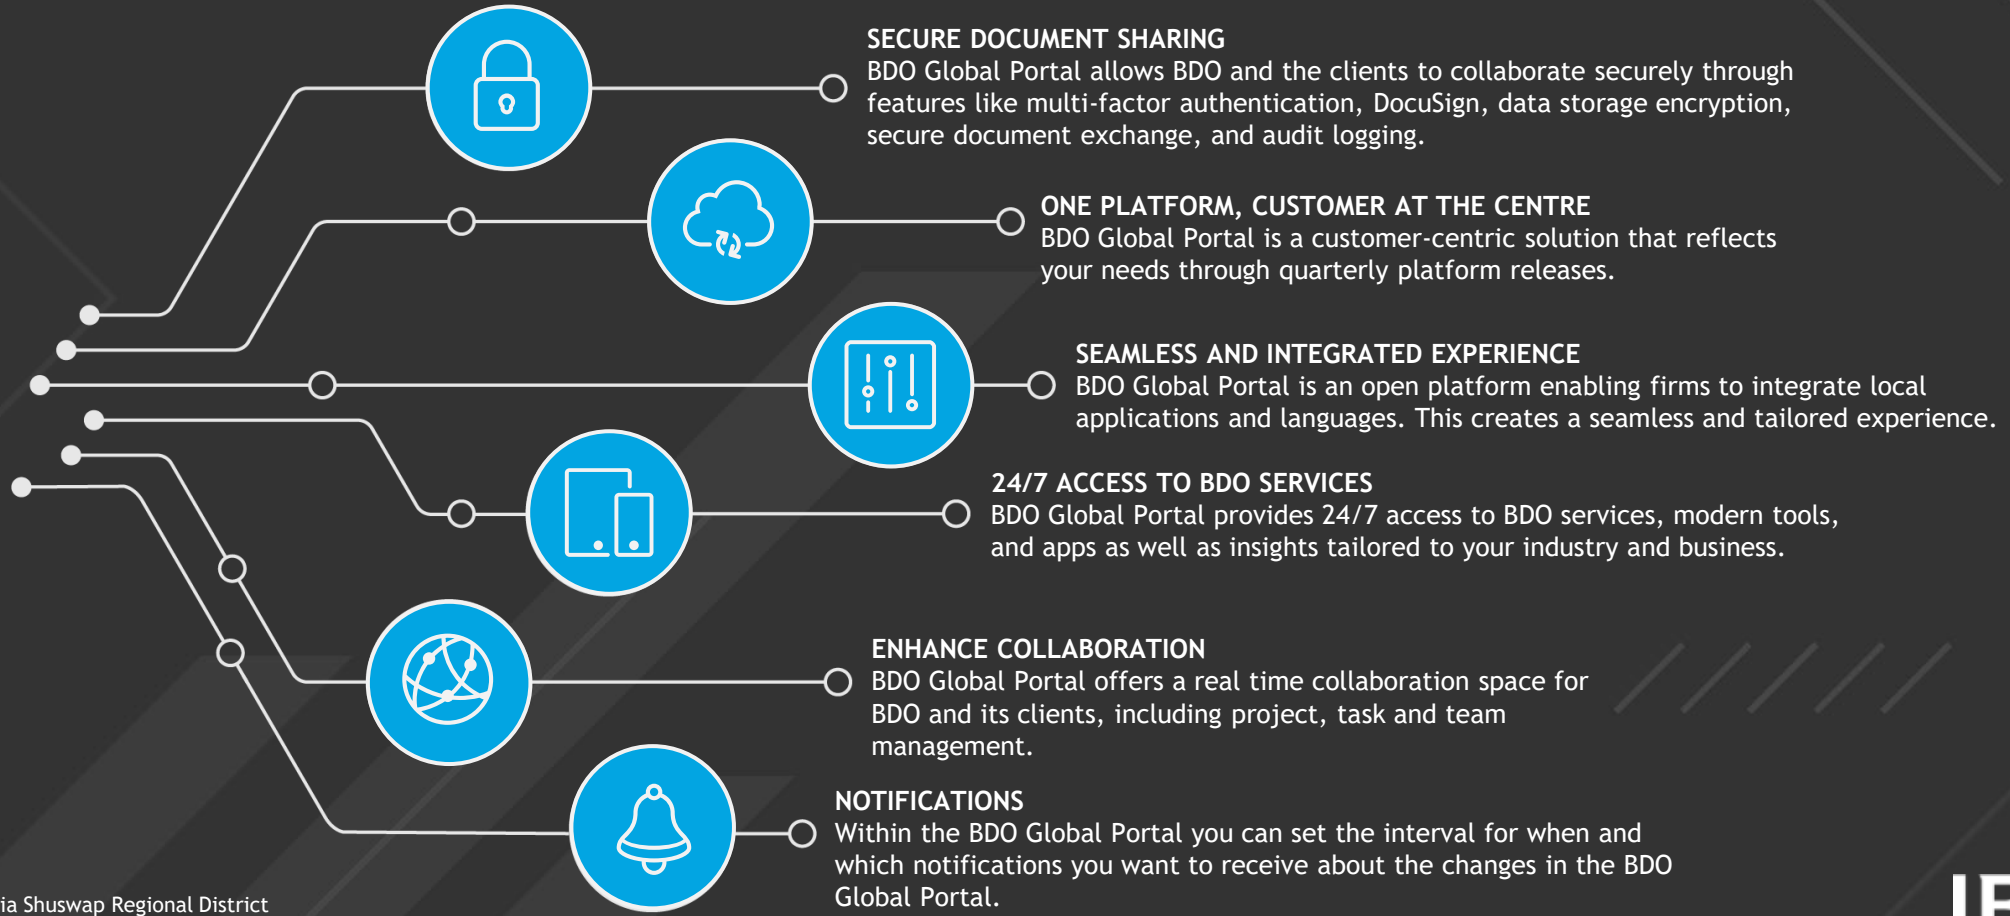 SECURE DOCUMENT SHARING
BDO Global Portal allows BDO and the clients to collaborate securely through
features like multi-factor authentication, DocuSign, data storage encryption,
secure document exchange, and audit logging.
ONE PLATFORM, CUSTOMER AT THE CENTRE
BDO Global Portal is a customer-centric solution that reflects
your needs through quarterly platform releases.
SEAMLESS AND INTEGRATED EXPERIENCE
BDO Global Portal is an open platform enabling firms to integrate local
applications and languages. This creates a seamless and tailored experience.
24/7 ACCESS TO BDO SERVICES
BDO Global Portal provides 24/7 access to BDO services, modern tools,
and apps as well as insights tailored to your industry and business.
ENHANCE COLLABORATION
BDO Global Portal offers a real time collaboration space for
BDO and its clients, including project, task and team
management.
NOTIFICATIONS
Within the BDO Global Portal you can set the interval for when and
which notifications you want to receive about the changes in the BDO
Global Portal.
ia Shuswap Regional District